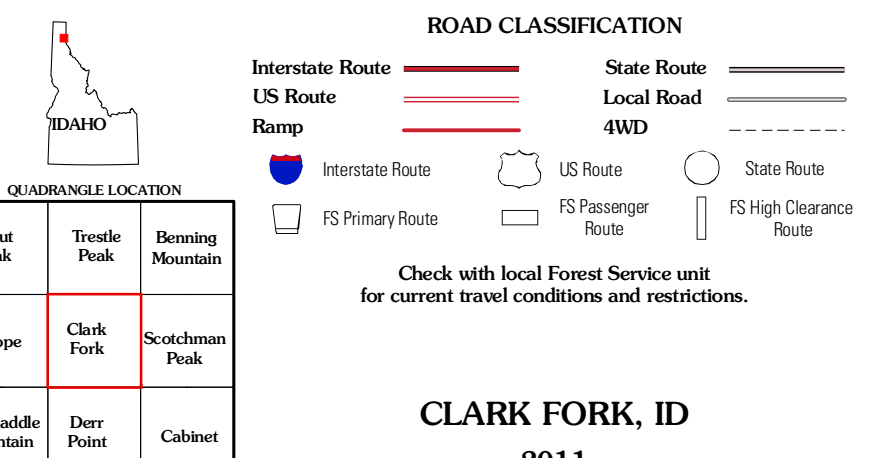 ROAD CLASSIFICATION
Interstate Route
State Route
US Route
Local Road
Ramp
4WD
Interstate Route
US Route
State Route
FS Primary Route
FS Passenger
Route
FS High Clearance
Route
Check with local Forest Service unit
for current travel conditions and restrictions.
IDAHO
QUADRANGLE LOCATION
Trestle
Peak
Benning
Mountain
Clark
Fork
Scotchman
Peak
Derr
Point
Cabinet
CLARK FORK, ID